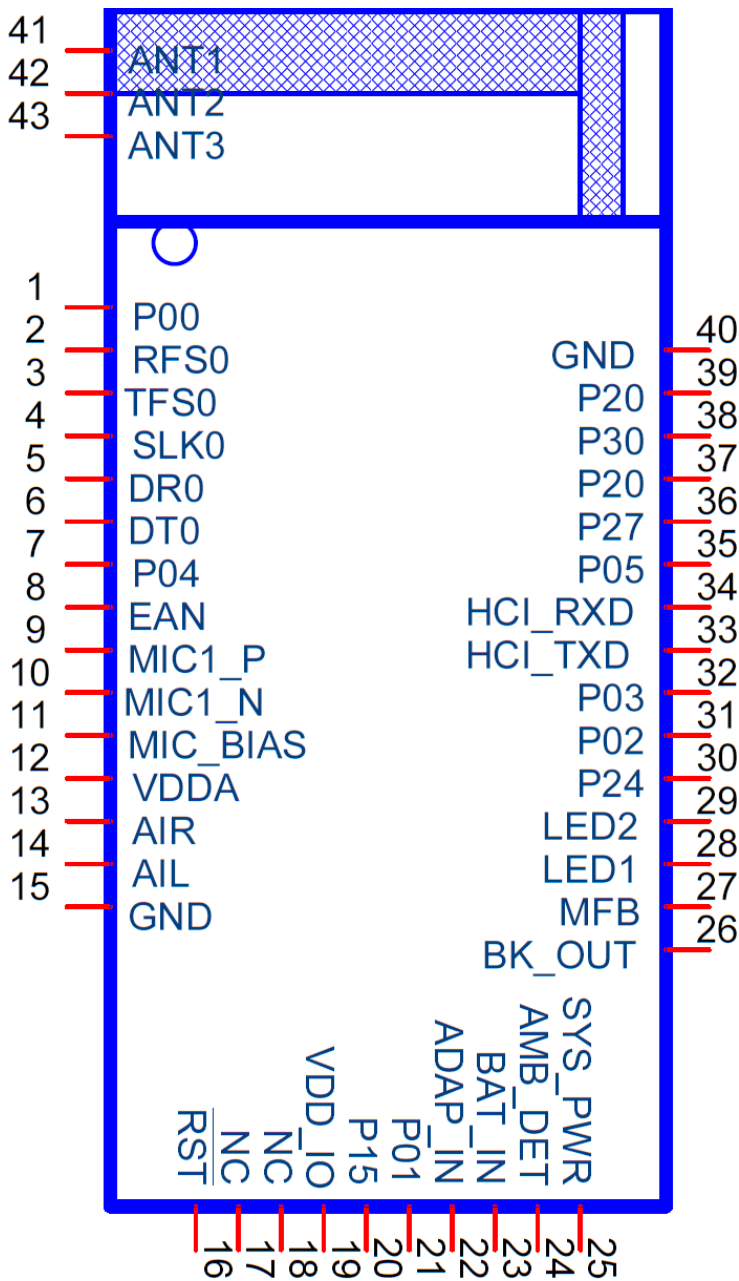 41 ANT1
42 ANT2
43 ANT3
1 P00
2 RFS0
3 TFS0
4 SLK0
5 DR0
6 DT0
7 P04
8 EAN
9 MIC1_P
10 MIC1_N
11 MIC_BIAS
12 VDDA
13 AIR
14 AIL
15 GND
GND 40
P20 39
P30 38
P20 37
P27 36
P05 35
HCI_RXD 34
HCI_TXD 33
P03 32
P02 31
P24 30
LED2 29
LED1 28
MFB 27
BK_OUT 26
RST 16
NC 17
NC 18
VDD_IO 19
P15 20
P01 21
ADAP_IN 22
BAT_IN 23
AMB_DET 24
SYS_PWR 25